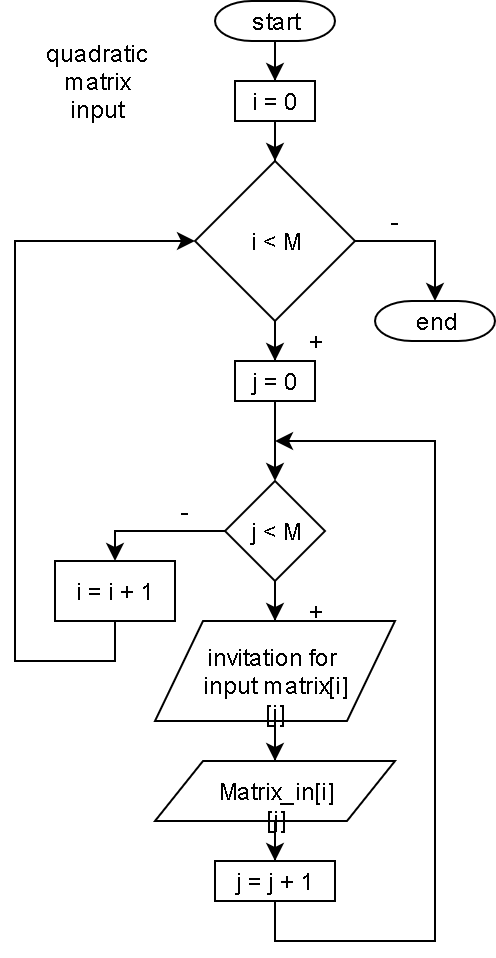 start
quadratic
matrix
input
i = 0
i < M
-
end
+
j = 0
j < M
-
i = i + 1
+
invitation for
input matrix[i]
[j]
Matrix_in[i]
[j]
j = j + 1